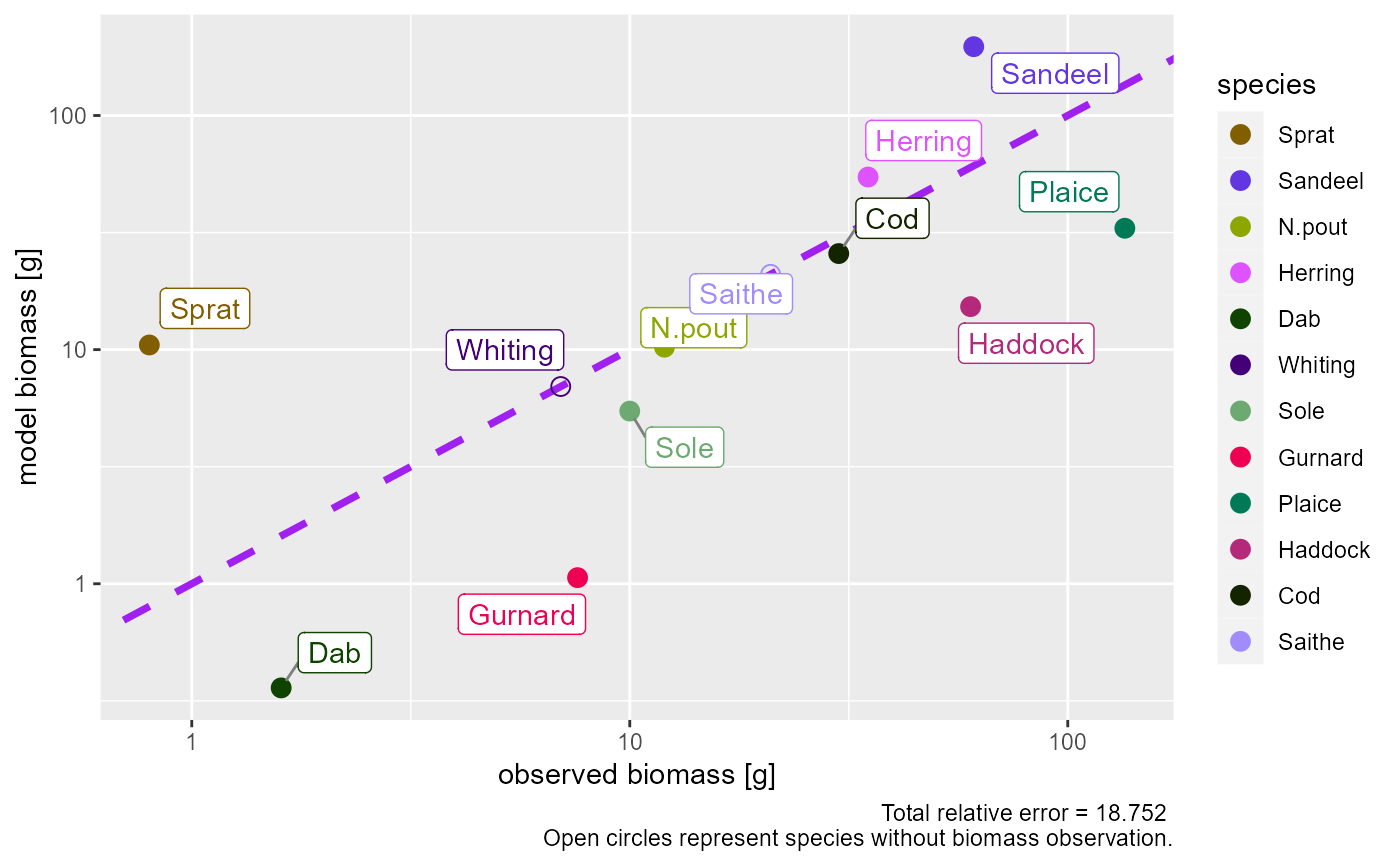 model biomass [g]
100
10
1
Sandeel
Herring
Plaice
Cod
Saithe
Sprat
N.pout
Haddock
Whiting
Sole
Gurnard
Dab
1
10
100
observed biomass [g]
Total relative error = 18.752
Open circles represent species without biomass observation.
species
Sprat
Sandeel
N.pout
Herring
Dab
Whiting
Sole
Gurnard
Plaice
Haddock
Cod
Saithe